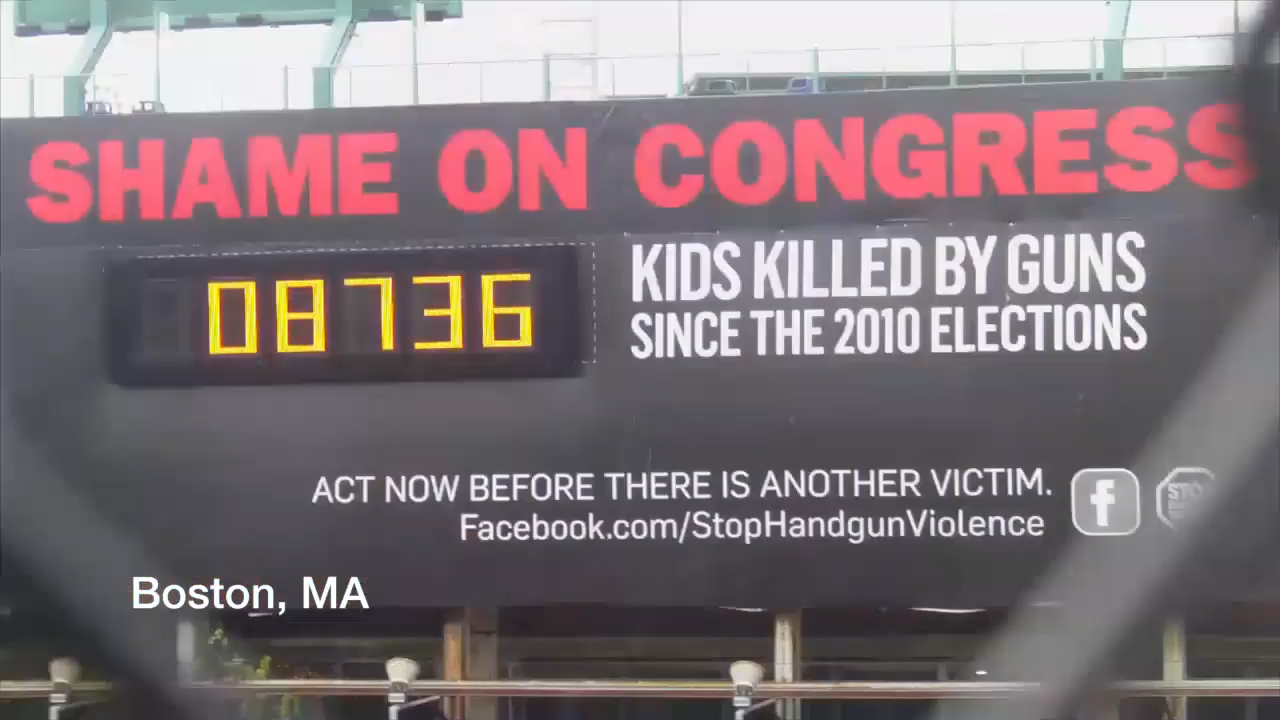 SHAME ON CONGRESS
08736
KIDS KILLED BY GUNS
SINCE THE 2010 ELECTIONS
ACT NOW BEFORE THERE IS ANOTHER VICTIM.
f
STOP
Facebook.com/StopHandgunViolence
Boston, MA